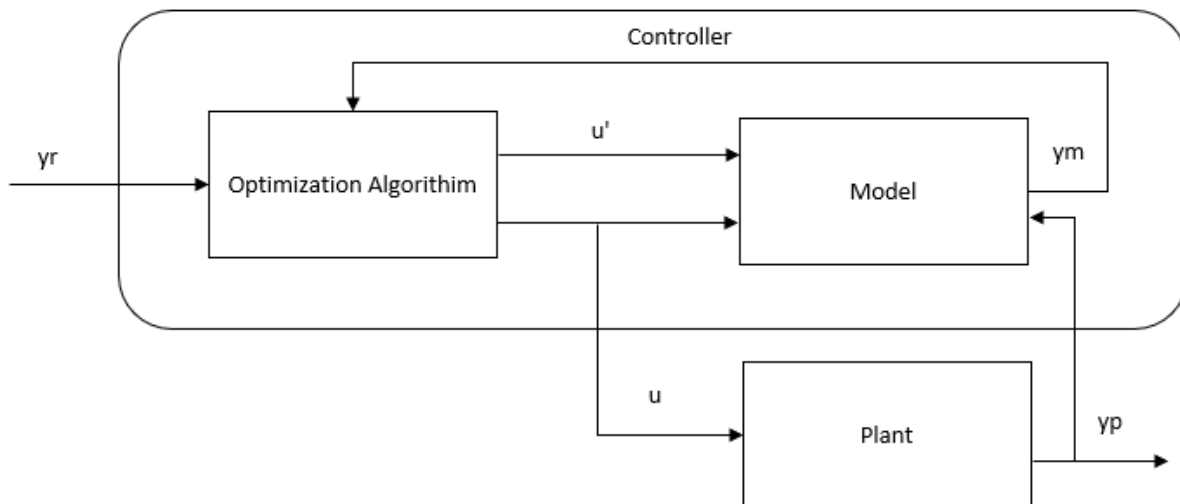 Controller
yr
Optimization Algorithim
u'
Model
ym
u
Plant
yp